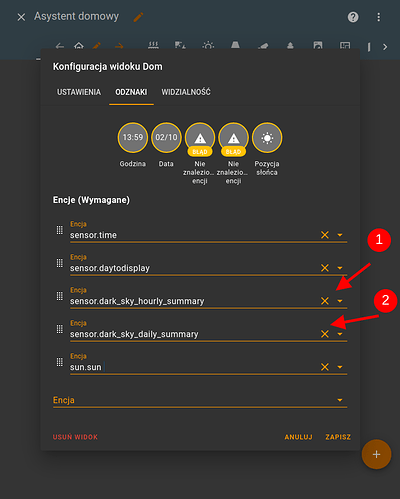 Asystent domowy
Konfiguracja widoku Dom
USTAWIENIA ODZNAKI WIDZIALNOŚĆ
13:59 02/10
BŁĄD BŁĄD
Godzina Data Nie Nie Pozycja
znalezio... znalezio... słońca
encji encji
Encje (Wymagane)
Encja
sensor.time
1
Encja
sensor.daytodisplay
Encja
sensor.dark_sky_hourly_summary
2
Encja
sensor.dark_sky_daily_summary
Encja
sun.sun
Encja
USUŃ WIDOK ANULUJ ZAPISZ